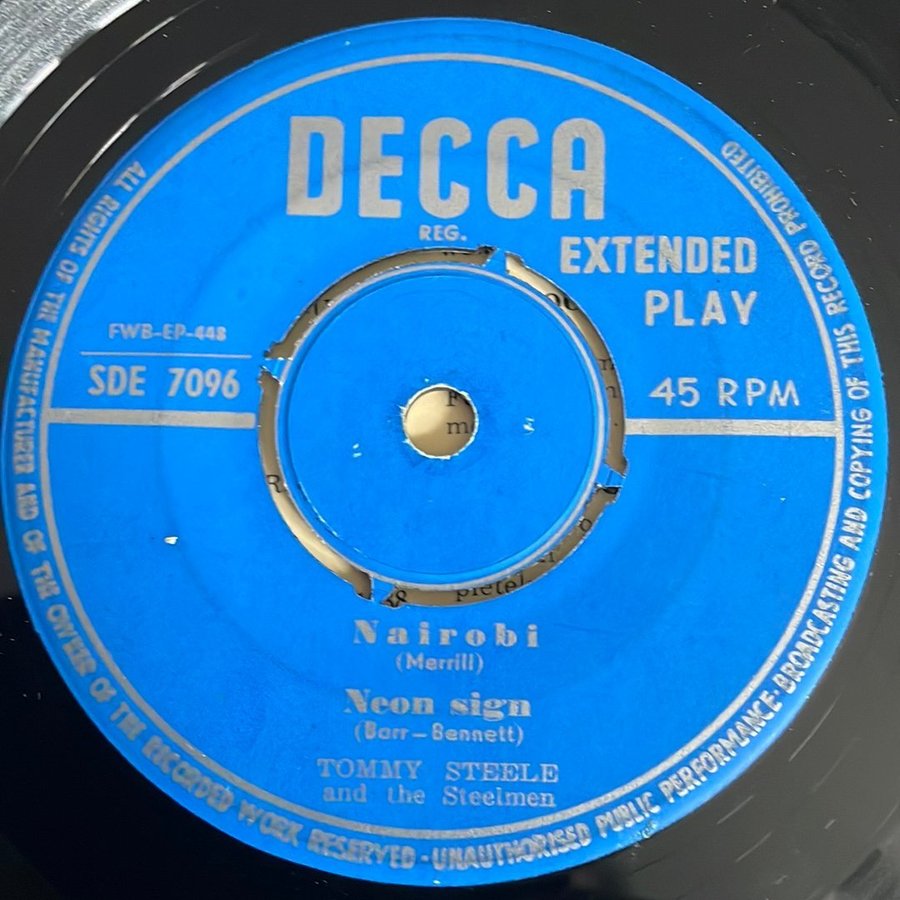 DECCA
REG.
EXTENDED
PLAY
FWB-EP-448
SDE 7096
45 RPM
Nairobi
(Merrill)
Neon sign
(Barr-Bennett)
TOMMY STEELE
and the Steelmen
ALL RIGHTS OF THE MANUFACTURER AND OF THE OWNERS OF THE RECORDED WORK RESERVED · UNAUTHORISED PUBLIC PERFORMANCE · BROADCASTING AND COPYING OF THIS RECORD PROHIBITED